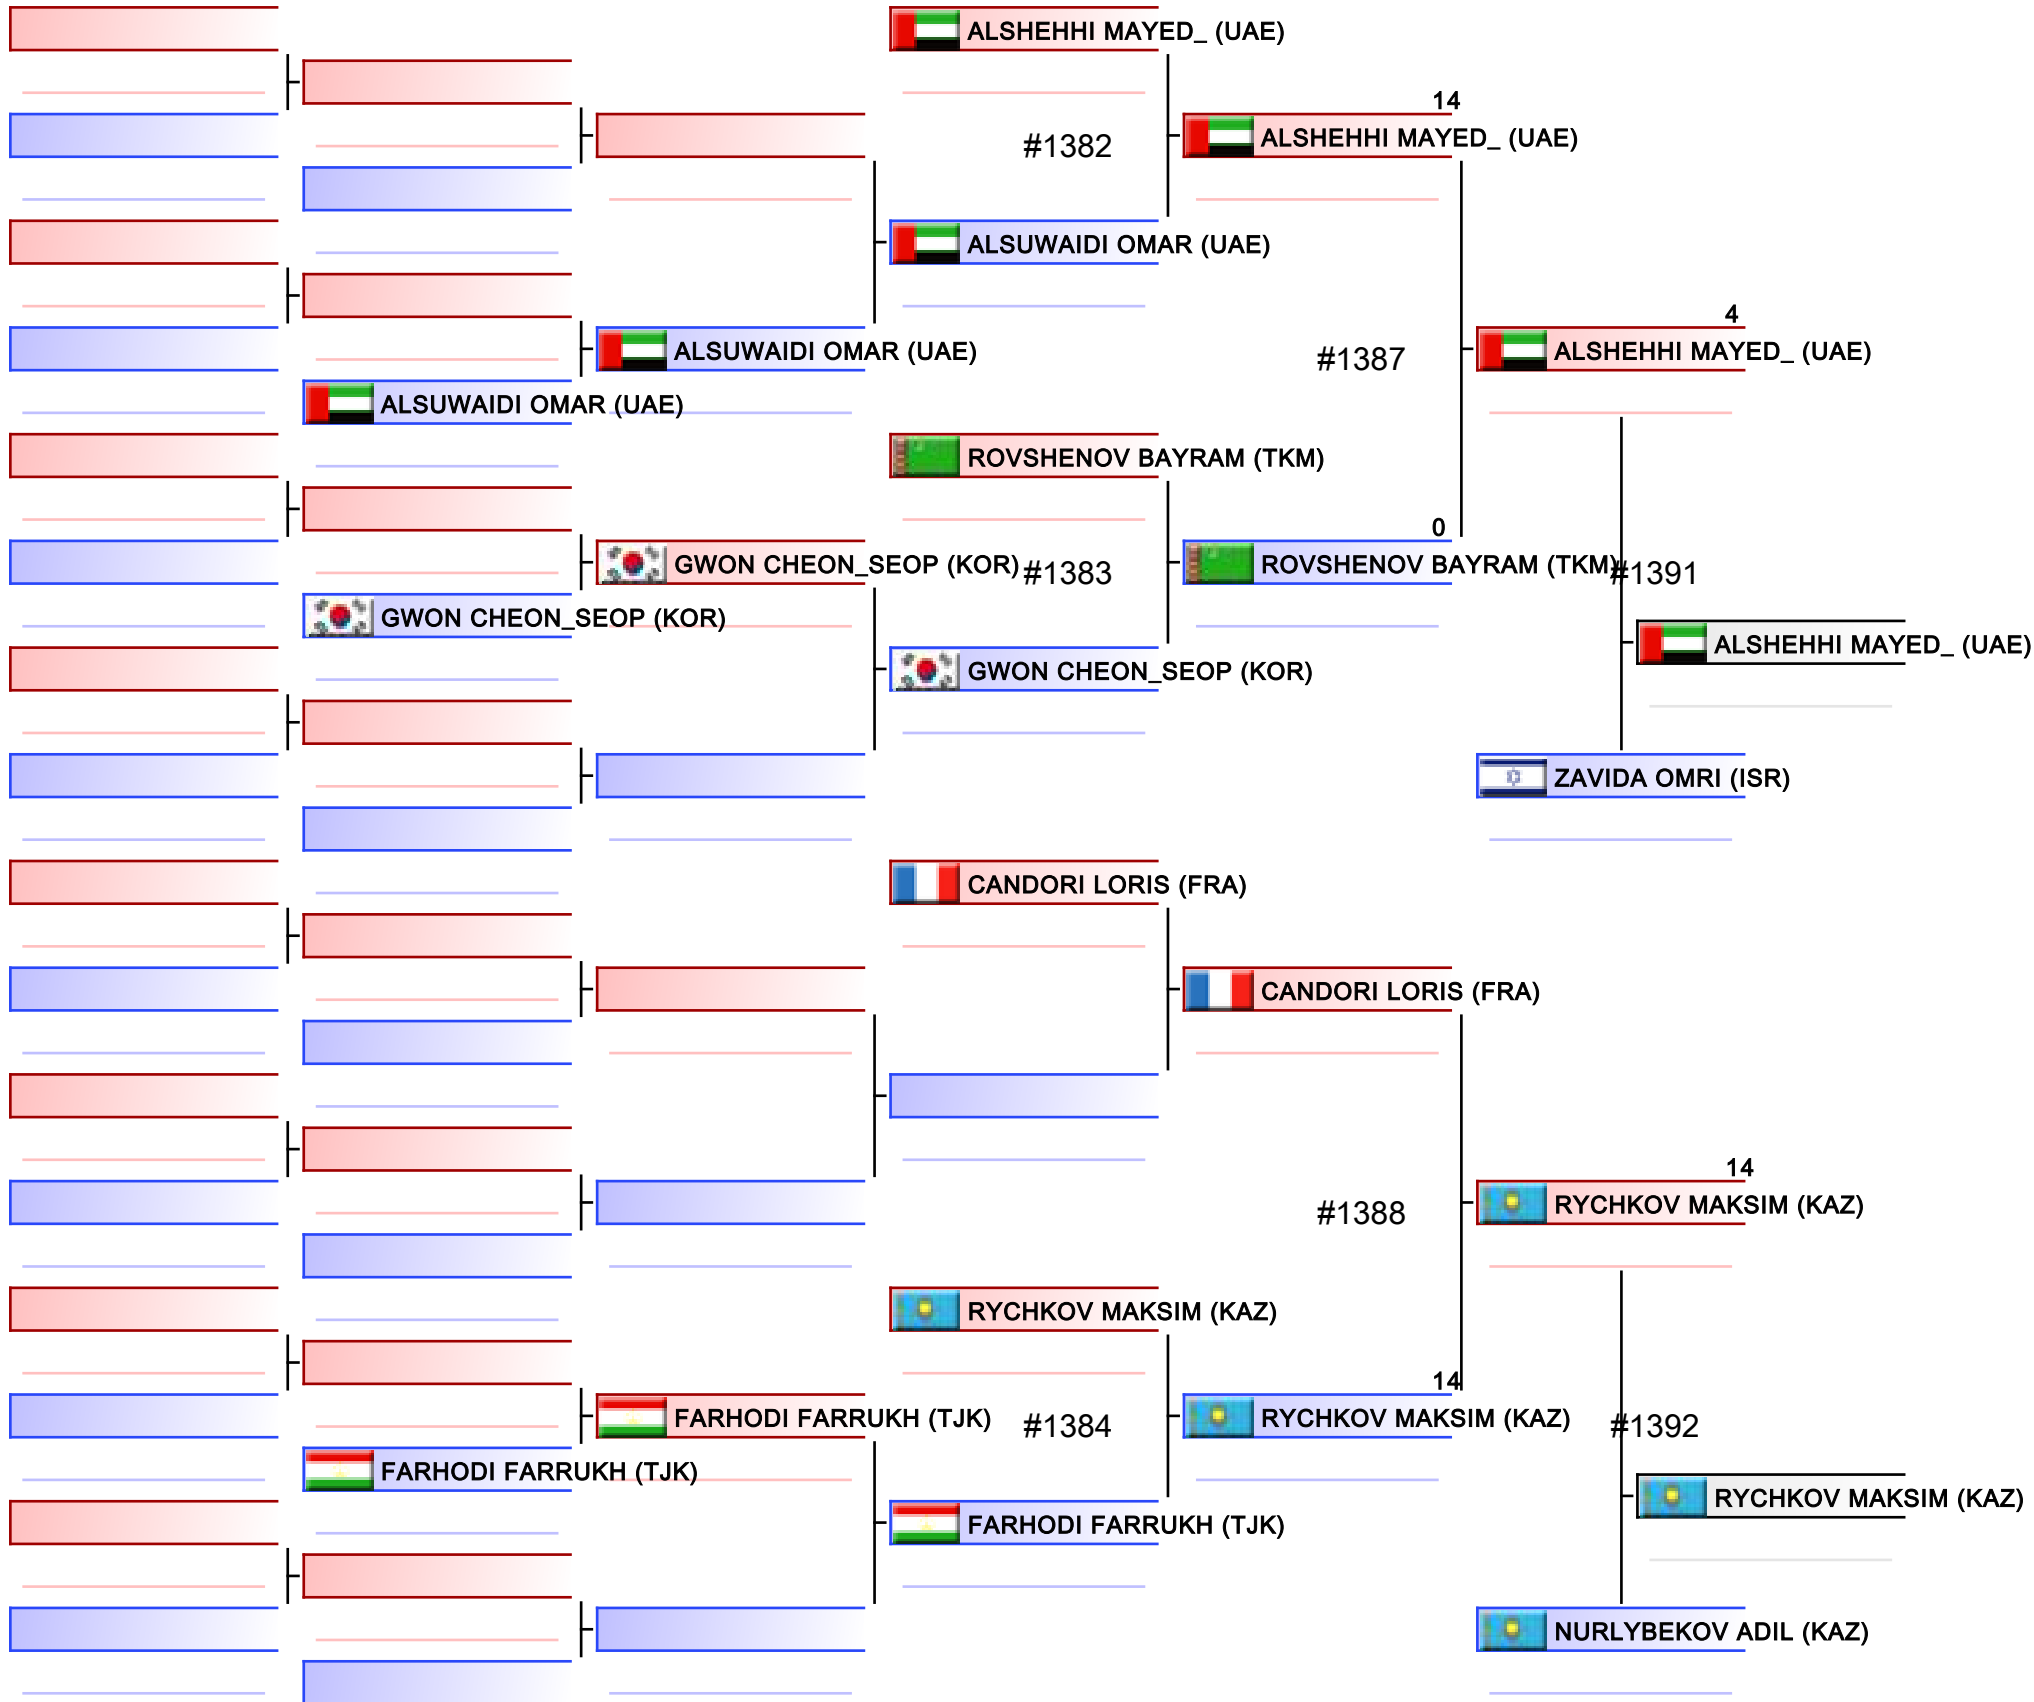 ALSHEHHI MAYED_ (UAE)
14
#1382
ALSHEHHI MAYED_ (UAE)
ALSUWAIDI OMAR (UAE)
4
ALSUWAIDI OMAR (UAE)
#1387
ALSHEHHI MAYED_ (UAE)
ALSUWAIDI OMAR (UAE)
ROVSHENOV BAYRAM (TKM)
0
GWON CHEON_SEOP (KOR)
#1383
ROVSHENOV BAYRAM (TKM)
#1391
GWON CHEON_SEOP (KOR)
ALSHEHHI MAYED_ (UAE)
GWON CHEON_SEOP (KOR)
ZAVIDA OMRI (ISR)
CANDORI LORIS (FRA)
CANDORI LORIS (FRA)
14
#1388
RYCHKOV MAKSIM (KAZ)
RYCHKOV MAKSIM (KAZ)
14
FARHODI FARRUKH (TJK)
#1384
RYCHKOV MAKSIM (KAZ)
#1392
FARHODI FARRUKH (TJK)
RYCHKOV MAKSIM (KAZ)
FARHODI FARRUKH (TJK)
NURLYBEKOV ADIL (KAZ)